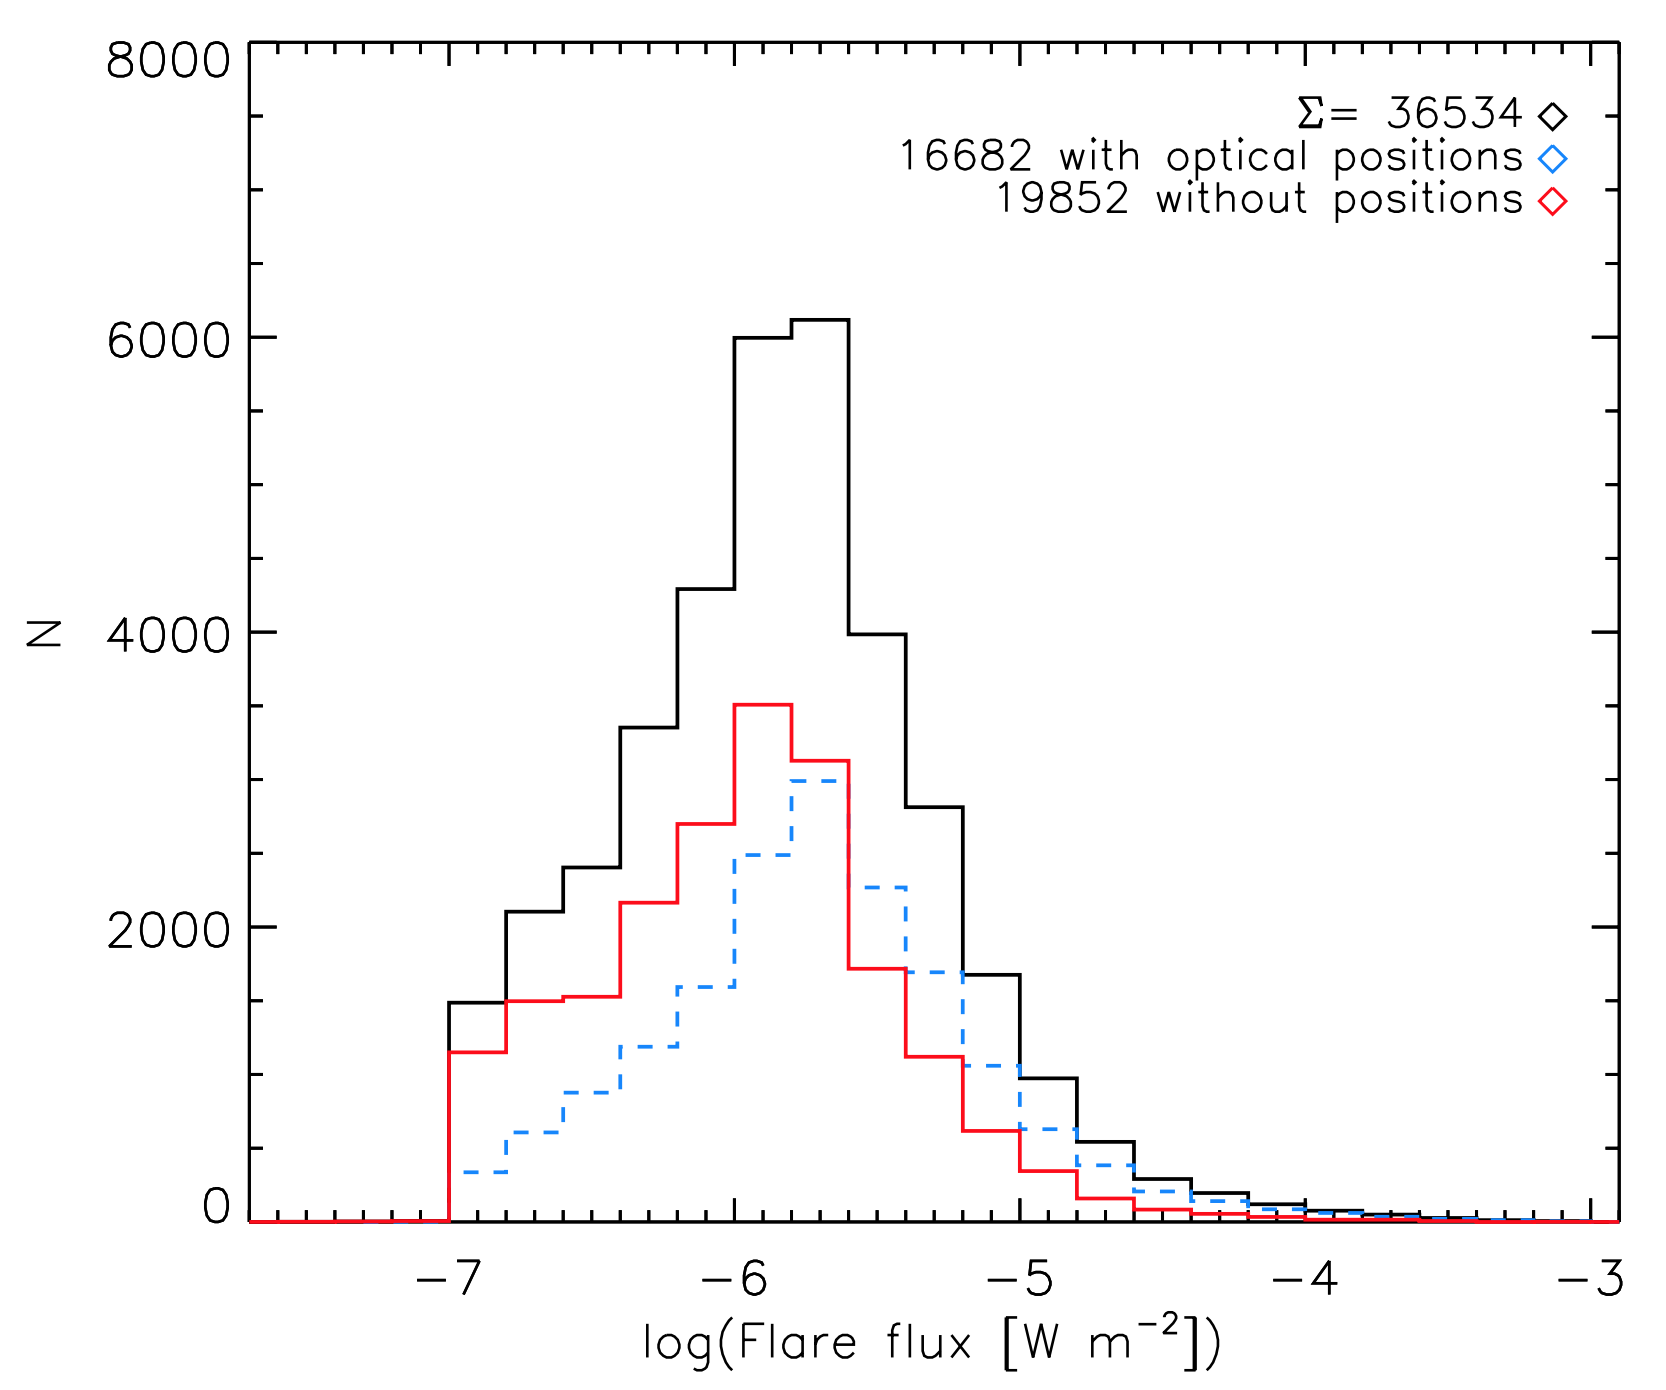 8000
6000
4000
2000
0
N
Σ= 36534
16682 with optical positions
19852 without positions
−7 −6 −5 −4 −3
log(Flare flux [W m⁻²])